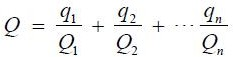 Q = q₁/Q₁ + q₂/Q₂ + ⋯ qₙ/Qₙ